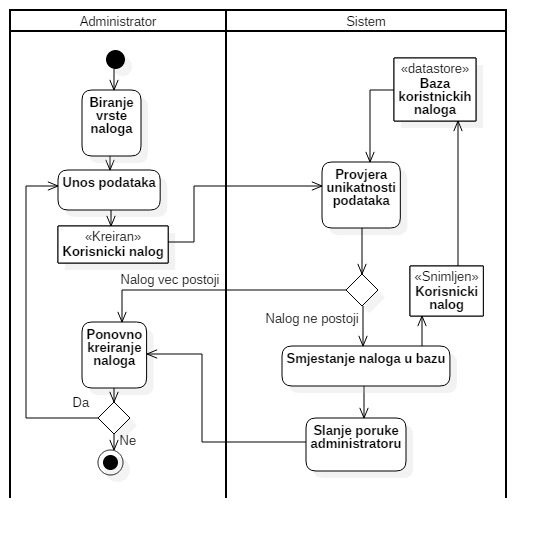 Administrator
Sistem
Biranje
vrste
naloga
«datastore»
Baza
koristnickih
naloga
Unos podataka
Provjera
unikatnosti
podataka
«Kreiran»
Korisnicki nalog
Nalog vec postoji
«Snimljen»
Korisnicki
nalog
Nalog ne postoji
Ponovno
kreiranje
naloga
Smjestanje naloga u bazu
Da
Ne
Slanje poruke
administratoru